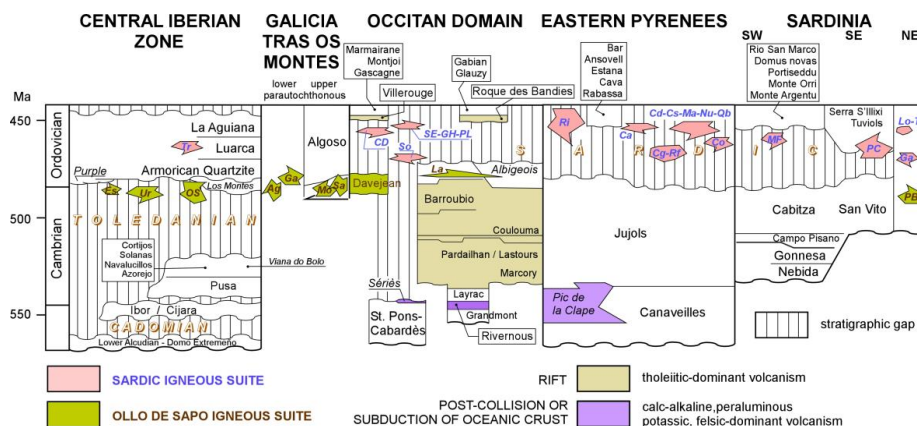 CENTRAL IBERIAN
ZONE
GALICIA
TRAS OS
MONTES
OCCITAN DOMAIN
EASTERN PYRENEES
SARDINIA
SW
SE
NE
lower
upper
parautochthonous
Marmairane
Montjoi
Gascagne
Villerouge
Gabian
Glauzy
Roque des Bandies
Bar
Ansovell
Estana
Cava
Rabassa
Rio San Marco
Domus novas
Portiseddu
Monte Orri
Monte Argentu
Serra S'Illixi
Tuviols
Ma
450
500
550
Ordovician
Cambrian
La Aguiana
Tr
Luarca
Armorican Quartzite
Purple
Los Montes
Es
Ur
OS
TOLEDANIAN
Cortijos
Solanas
Navalucillos
Azorejo
Viana do Bolo
Pusa
Ibor / Cijara
CADOMIAN
Lower Alcudian - Domo Extremeño
Algoso
Ag
Ga
Mo
Sa
CD
SE-GH-PL
So
Davejean
La
Albigeois
Barroubio
Coulouma
Pardailhan / Lastours
Marcory
Sériès
St. Pons-
Cabardès
Layrac
Grandmont
Rivernous
SARDIC
Ri
Ca
Cd-Cs-Ma-Nu-Qb
Cg-Rf
Co
Jujols
Pic de
la Clape
Canaveilles
MF
PC
Lo-T
Ga
PB
Cabitza
San Vito
Campo Pisano
Gonnesa
Nebida
stratigraphic gap
SARDIC IGNEOUS SUITE
OLLO DE SAPO IGNEOUS SUITE
RIFT
tholeiitic-dominant volcanism
POST-COLLISION OR
SUBDUCTION OF OCEANIC CRUST
calc-alkaline,peraluminous
potassic, felsic-dominant volcanism